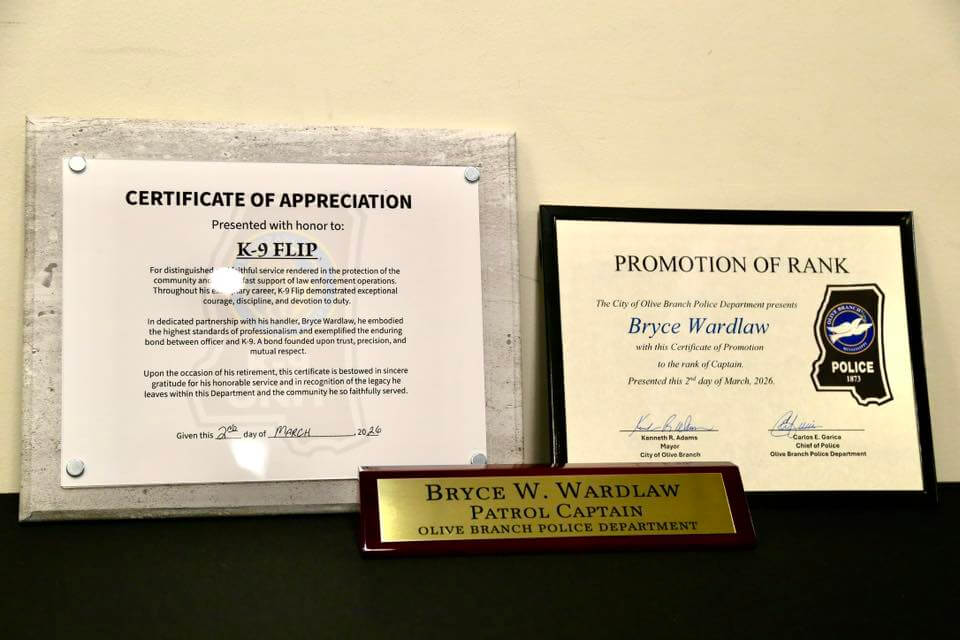 CERTIFICATE OF APPRECIATION
Presented with honor to:
K-9 FLIP
For distinguished faithful service rendered in the protection of the
community and fast support of law enforcement operations.
Throughout his career, K-9 Flip demonstrated exceptional
courage, discipline, and devotion to duty.
In dedicated partnership with his handler, Bryce Wardlaw, he embodied
the highest standards of professionalism and exemplified the enduring
bond between officer and K-9. A bond founded upon trust, precision, and
mutual respect.
Upon the occasion of his retirement, this certificate is bestowed in sincere
gratitude for his honorable service and in recognition of the legacy he
leaves within this Department and the community he so faithfully served.
Given this 2nd day of MARCH, 2026
PROMOTION OF RANK
The City of Olive Branch Police Department presents
Bryce Wardlaw
with this Certificate of Promotion
to the rank of Captain.
Presented this 2nd day of March, 2026.
Kenneth R. Adams
Mayor
City of Olive Branch
Carlos E. Garica
Chief of Police
Olive Branch Police Department
OLIVE BRANCH
MISSISSIPPI
POLICE
1873
BRYCE W. WARDLAW
PATROL CAPTAIN
OLIVE BRANCH POLICE DEPARTMENT